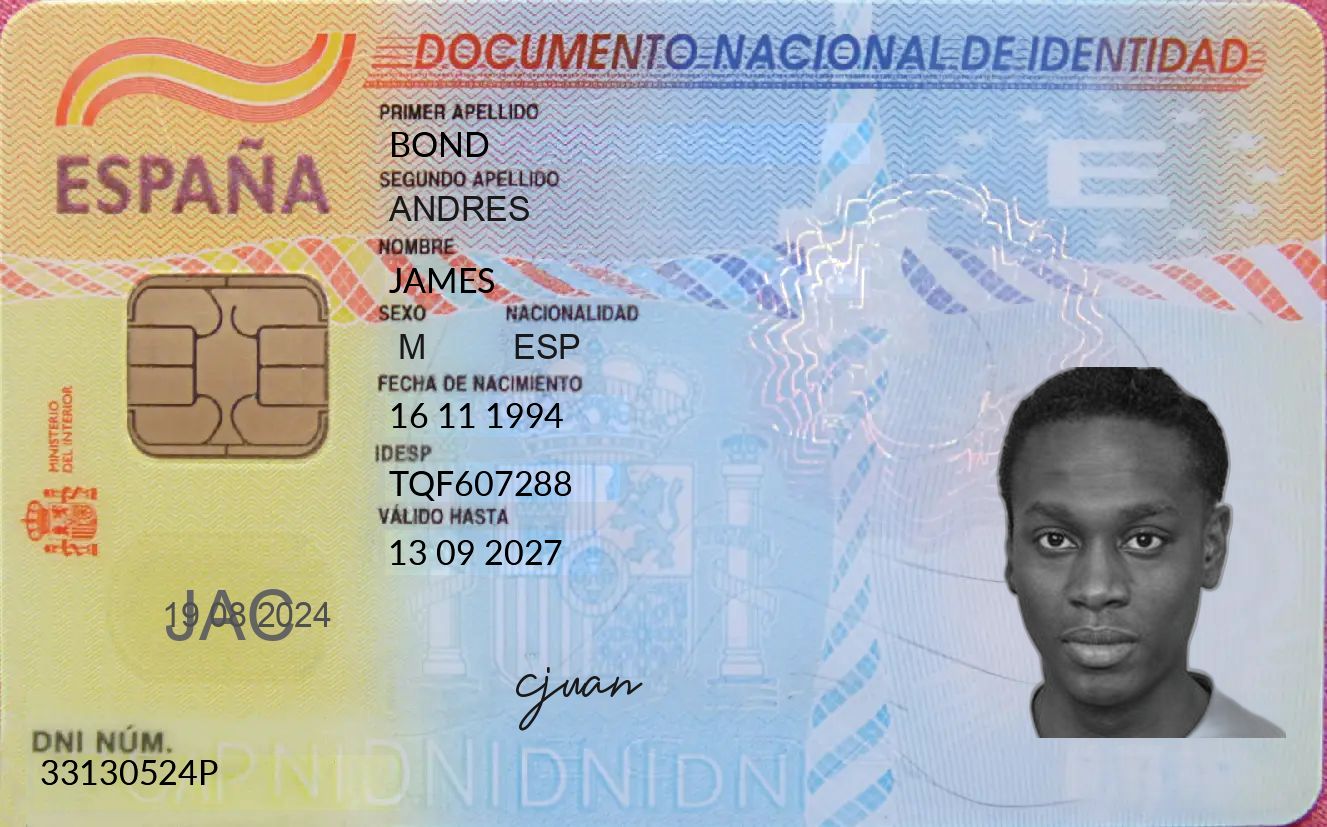 DOCUMENTO NACIONAL DE IDENTIDAD
ESPAÑA
PRIMER APELLIDO
BOND
SEGUNDO APELLIDO
ANDRES
NOMBRE
JAMES
SEXO NACIONALIDAD
M ESP
FECHA DE NACIMIENTO
16 11 1994
IDESP
TQF607288
VÁLIDO HASTA
13 09 2027
MINISTERIO
DEL INTERIOR
E
JAC
19 08 2024
cjuan
DNI NÚM.
33130524P
DNIDNIDNIDN